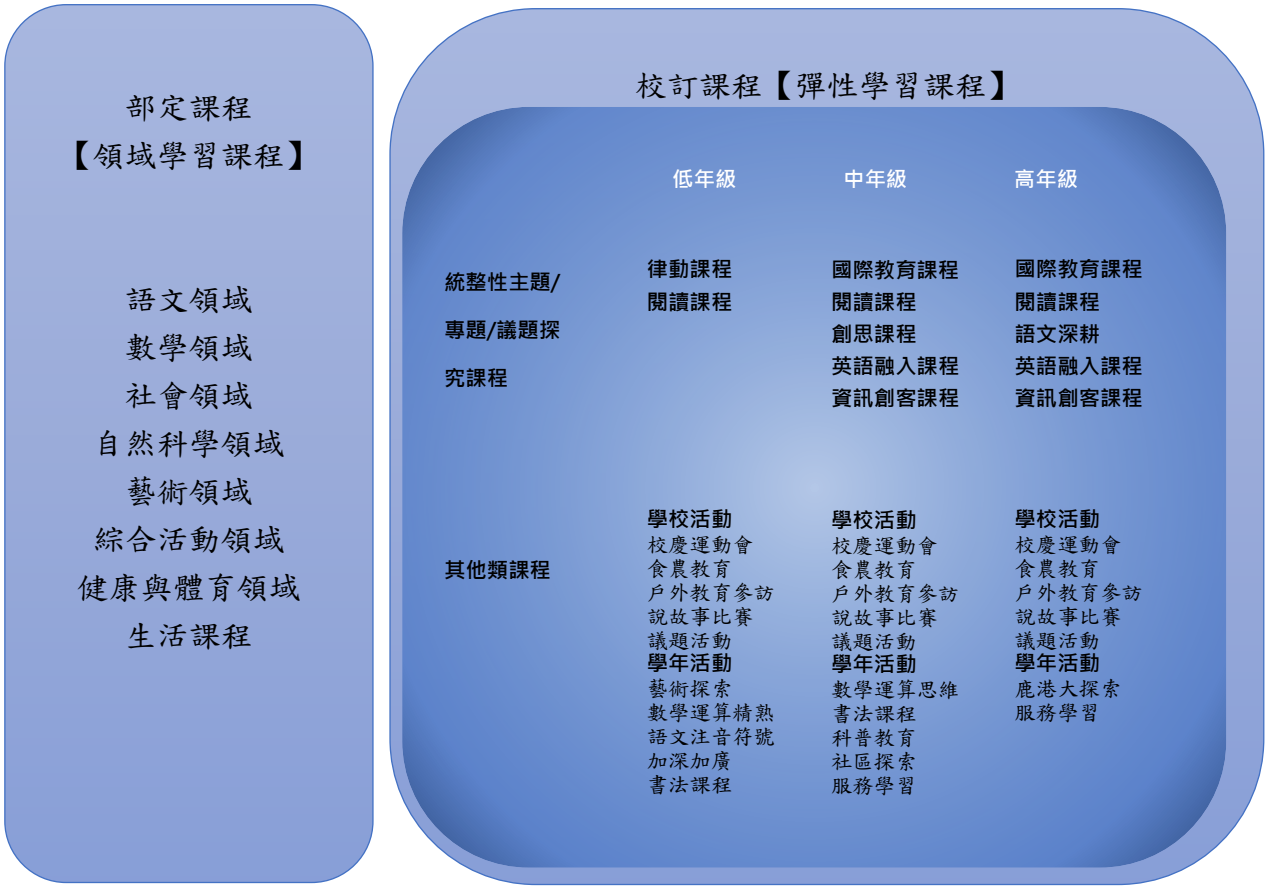 部定課程
【領域學習課程】
語文領域
數學領域
社會領域
自然科學領域
藝術領域
綜合活動領域
健康與體育領域
生活課程
校訂課程【彈性學習課程】
低年級 中年級 高年級
統整性主題/
專題/議題探
究課程
律動課程
閱讀課程
國際教育課程
閱讀課程
創思課程
英語融入課程
資訊創客課程
國際教育課程
閱讀課程
語文深耕
英語融入課程
資訊創客課程
其他類課程
學校活動
校慶運動會
食農教育
戶外教育參訪
說故事比賽
議題活動
學年活動
藝術探索
數學運算精熟
語文注音符號
加深加廣
書法課程
學校活動
校慶運動會
食農教育
戶外教育參訪
說故事比賽
議題活動
學年活動
數學運算思維
書法課程
科普教育
社區探索
服務學習
學校活動
校慶運動會
食農教育
戶外教育參訪
說故事比賽
議題活動
學年活動
鹿港大探索
服務學習